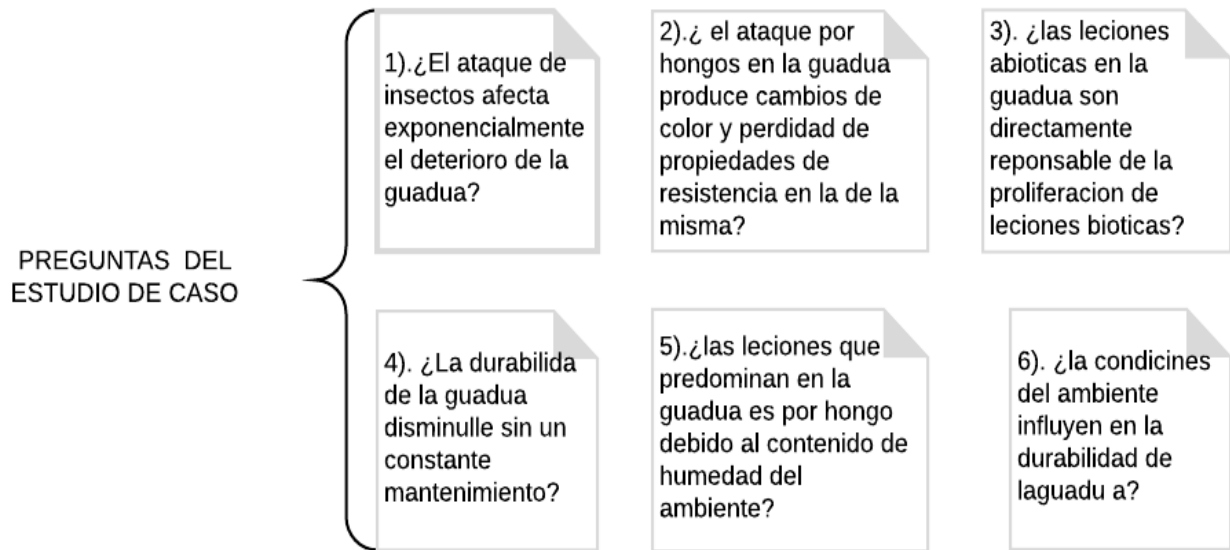 PREGUNTAS DEL
ESTUDIO DE CASO
1).¿El ataque de
insectos afecta
exponencialmente
el deterioro de la
guadua?
2).¿ el ataque por
hongos en la guadua
produce cambios de
color y perdidad de
propiedades de
resistencia en la de la
misma?
3). ¿las leciones
abioticas en la
guadua son
directamente
reponsable de la
proliferacion de
leciones bioticas?
4). ¿La durabilida
de la guadua
disminulle sin un
constante
mantenimiento?
5).¿las leciones que
predominan en la
guadua es por hongo
debido al contenido de
humedad del
ambiente?
6). ¿la condicines
del ambiente
influyen en la
durabilidad de
laguadu a?